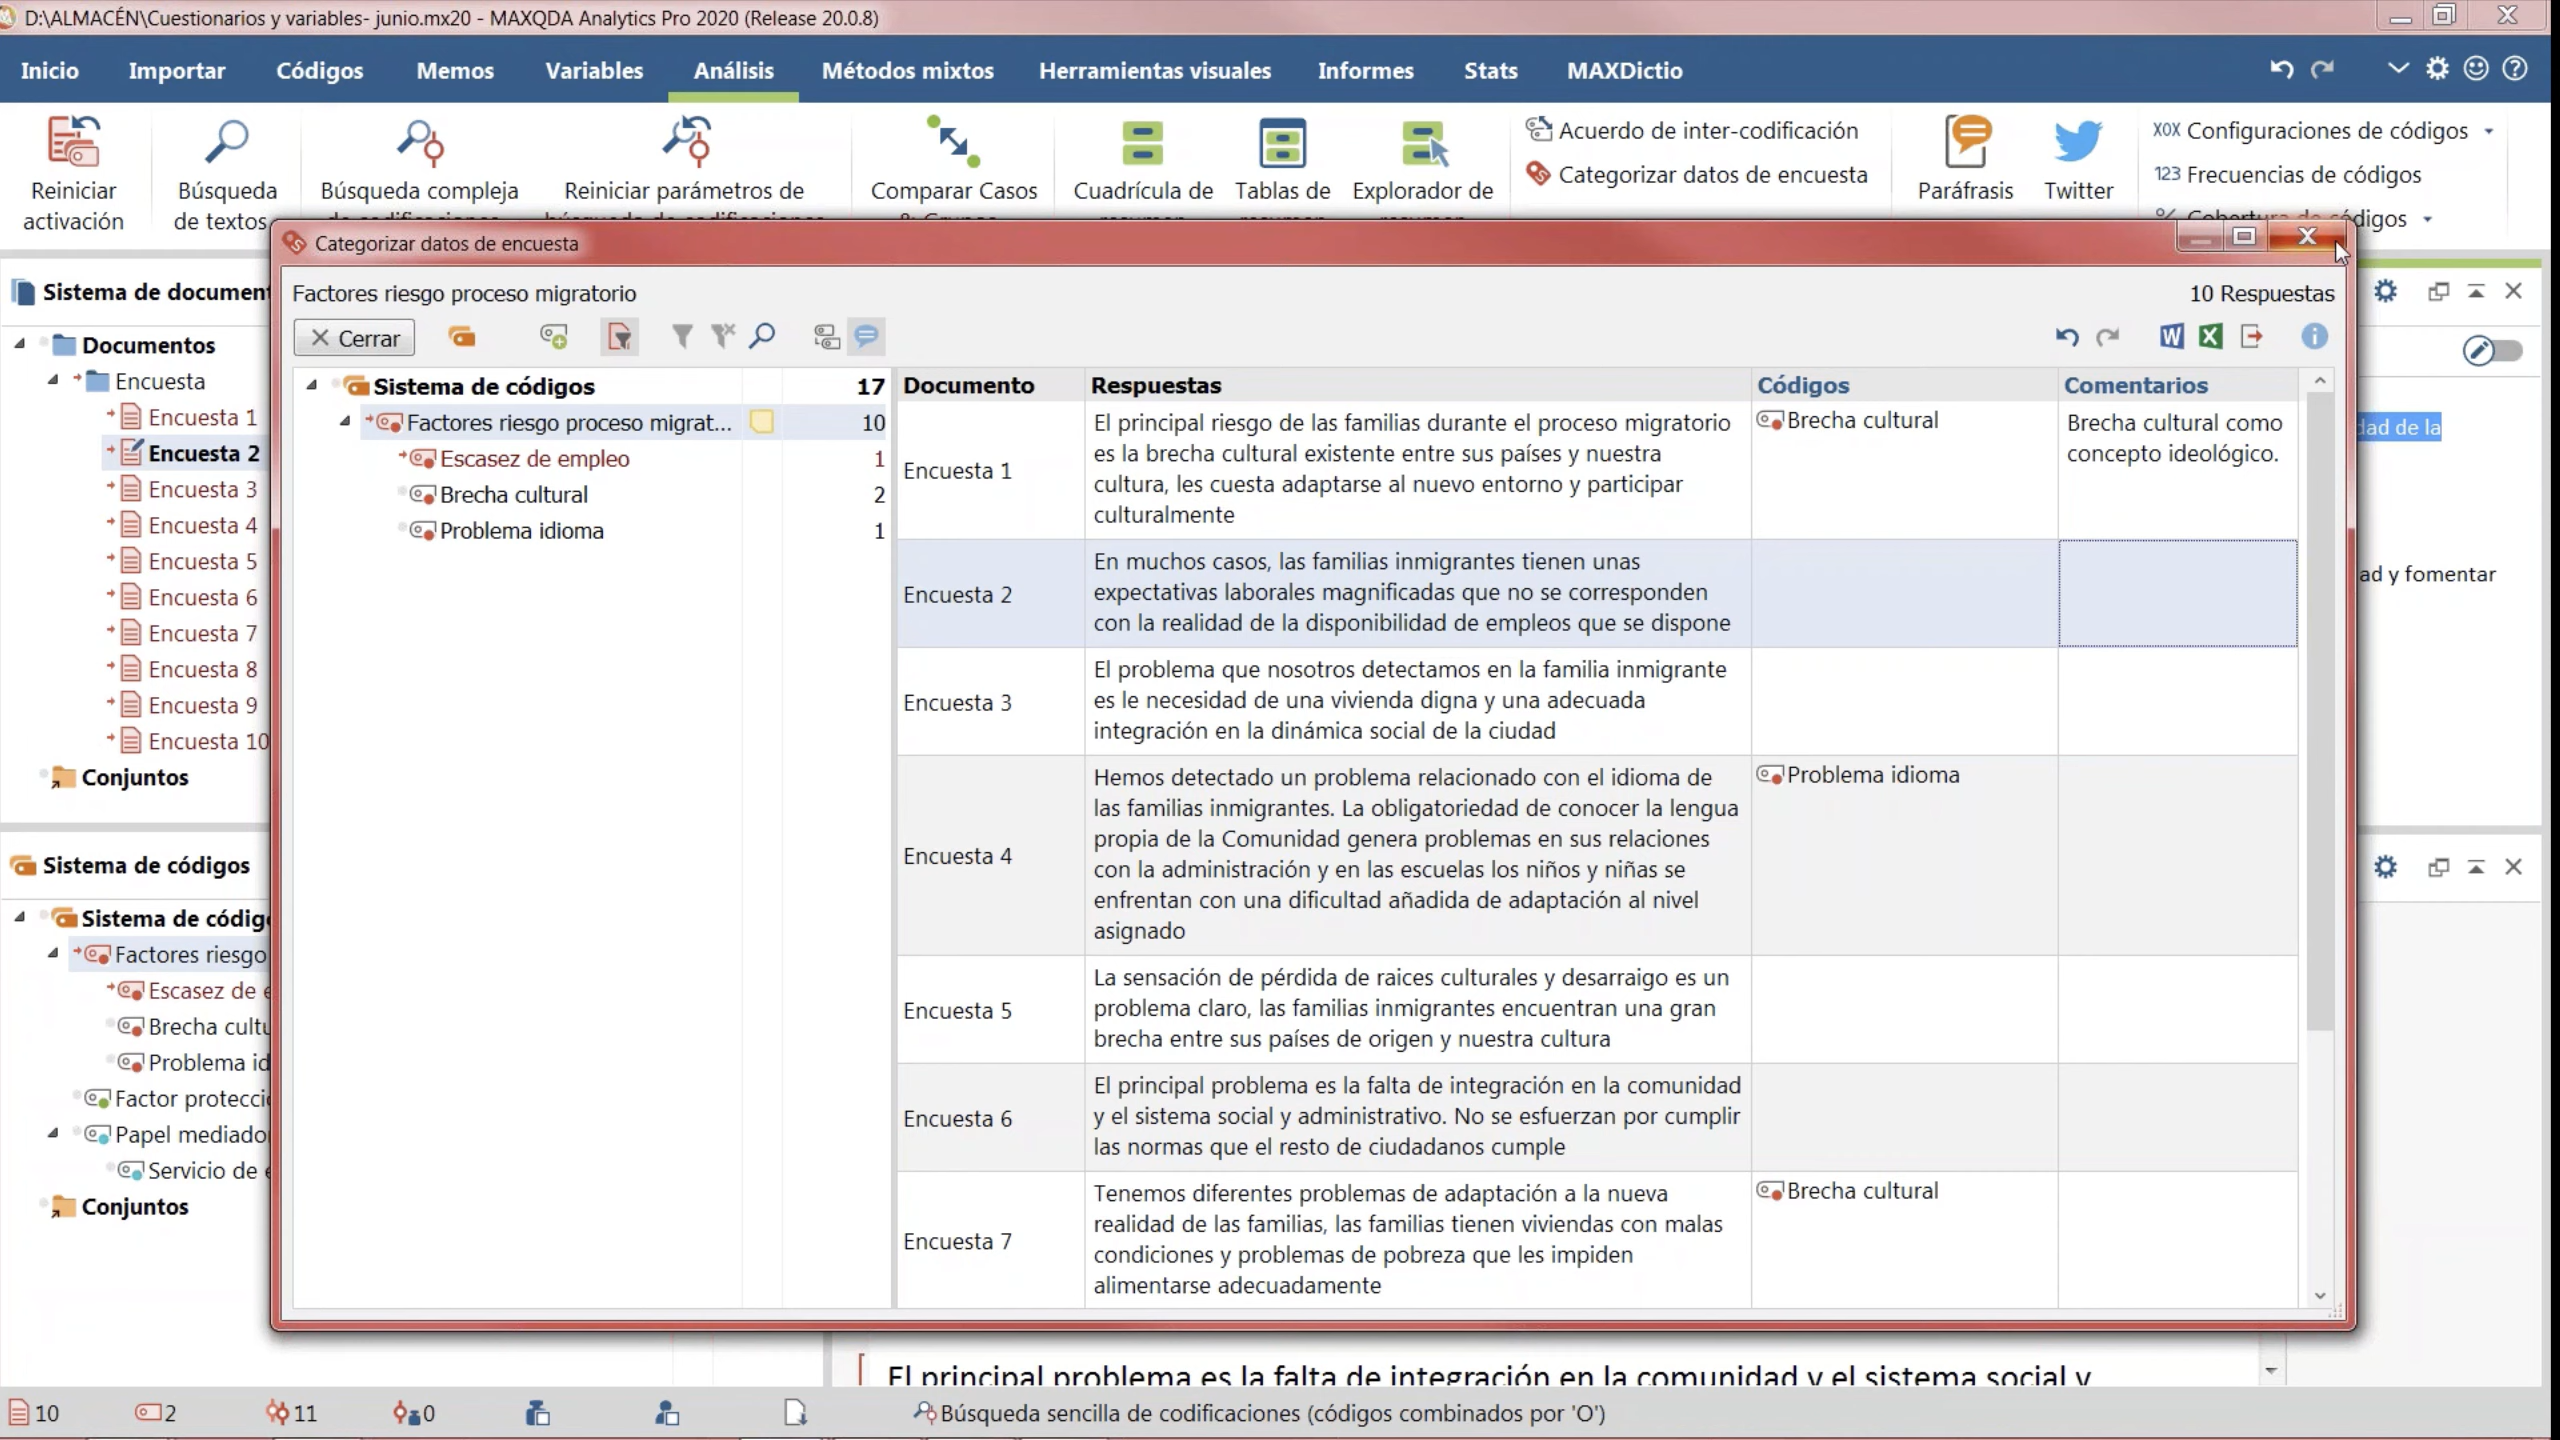 D:\ALMACÉN\Cuestionarios y variables- junio.mx20 - MAXQDA Analytics Pro 2020 (Release 20.0.8)
Inicio Importar Códigos Memos Variables Análisis Métodos mixtos Herramientas visuales Informes Stats MAXDictio
Reiniciar activación
Búsqueda de textos
Búsqueda compleja
Reiniciar parámetros de
Comparar Casos
Cuadrícula de
Tablas de
Explorador de
Acuerdo de inter-codificación
Categorizar datos de encuesta
Paráfrasis
Twitter
XOX Configuraciones de códigos
123 Frecuencias de códigos
Categorizar datos de encuesta
Factores riesgo proceso migratorio
10 Respuestas
Cerrar
Sistema de códigos 17
Factores riesgo proceso migrat... 10
Escasez de empleo 1
Brecha cultural 2
Problema idioma 1
Documento Respuestas Códigos Comentarios
Encuesta 1
El principal riesgo de las familias durante el proceso migratorio
es la brecha cultural existente entre sus países y nuestra
cultura, les cuesta adaptarse al nuevo entorno y participar
culturalmente
Brecha cultural
Brecha cultural como
concepto ideológico.
Encuesta 2
En muchos casos, las familias inmigrantes tienen unas
expectativas laborales magnificadas que no se corresponden
con la realidad de la disponibilidad de empleos que se dispone
Encuesta 3
El problema que nosotros detectamos en la familia inmigrante
es le necesidad de una vivienda digna y una adecuada
integración en la dinámica social de la ciudad
Encuesta 4
Hemos detectado un problema relacionado con el idioma de
las familias inmigrantes. La obligatoriedad de conocer la lengua
propia de la Comunidad genera problemas en sus relaciones
con la administración y en las escuelas los niños y niñas se
enfrentan con una dificultad añadida de adaptación al nivel
asignado
Problema idioma
Encuesta 5
La sensación de pérdida de raices culturales y desarraigo es un
problema claro, las familias inmigrantes encuentran una gran
brecha entre sus países de origen y nuestra cultura
Encuesta 6
El principal problema es la falta de integración en la comunidad
y el sistema social y administrativo. No se esfuerzan por cumplir
las normas que el resto de ciudadanos cumple
Encuesta 7
Tenemos diferentes problemas de adaptación a la nueva
realidad de las familias, las familias tienen viviendas con malas
condiciones y problemas de pobreza que les impiden
alimentarse adecuadamente
Brecha cultural
Sistema de document
Documentos
Encuesta
Encuesta 1
Encuesta 2
Encuesta 3
Encuesta 4
Encuesta 5
Encuesta 6
Encuesta 7
Encuesta 8
Encuesta 9
Encuesta 10
Conjuntos
dad de la
ad y fomentar
Sistema de códigos
Sistema de códig
Factores riesgo
Escasez de e
Brecha cultu
Problema id
Factor protecci
Papel mediado
Servicio de e
Conjuntos
El principal problema es la falta de integración en la comunidad y el sistema social y
10 2 11 0 Búsqueda sencilla de codificaciones (códigos combinados por 'O')